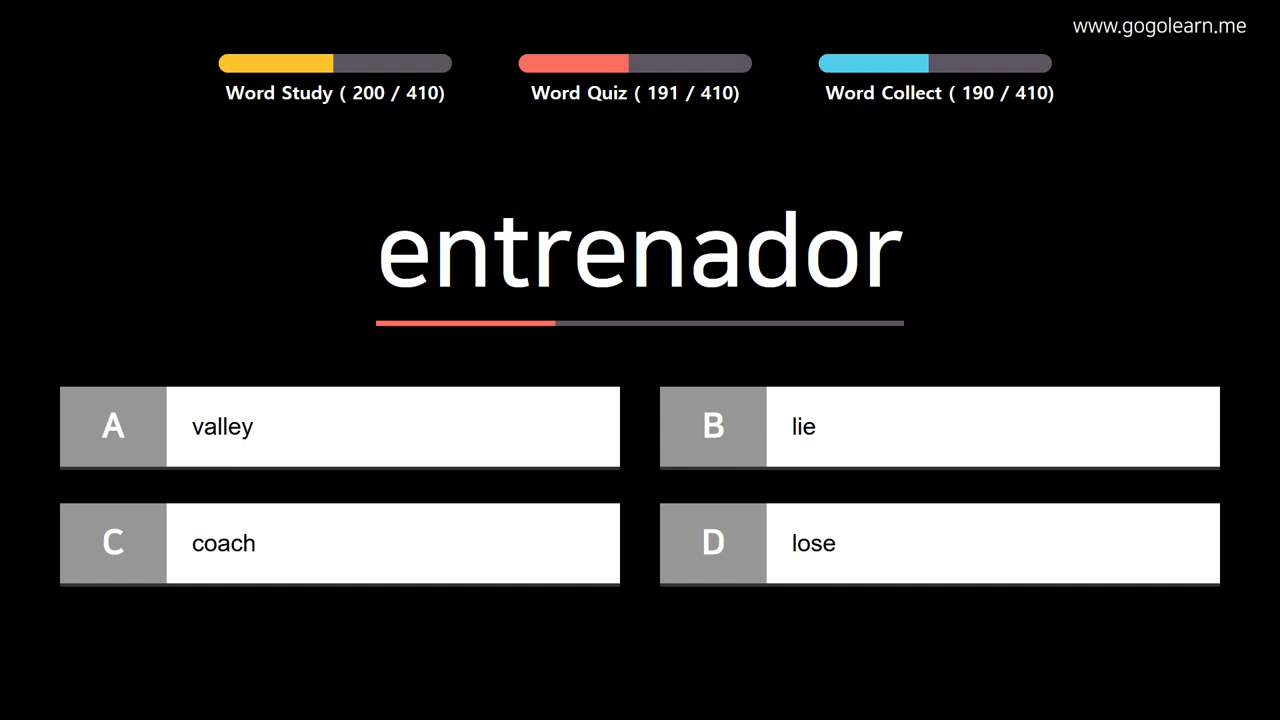 www.gogolearn.me
Word Study ( 200 / 410)
Word Quiz ( 191 / 410)
Word Collect ( 190 / 410)
entrenador
A valley
B lie
C coach
D lose